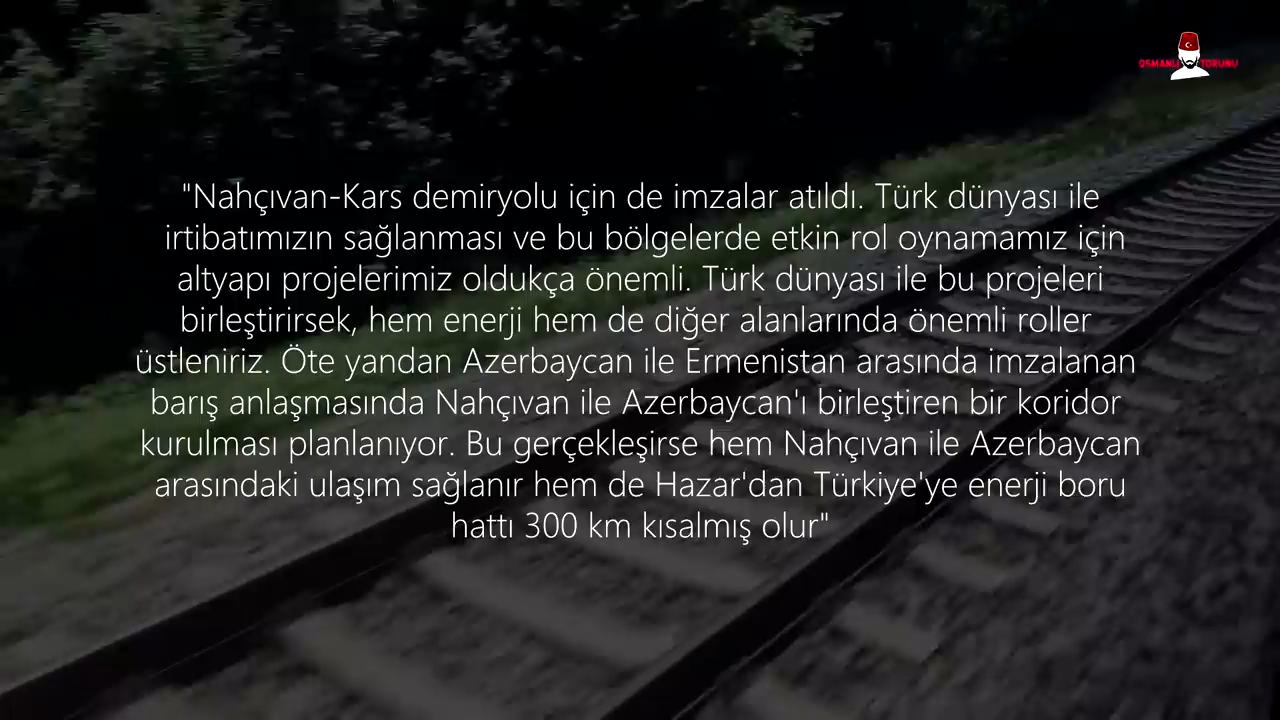 OSMANLI TORUNU
"Nahçıvan-Kars demiryolu için de imzalar atıldı. Türk dünyası ile
irtibatımızın sağlanması ve bu bölgelerde etkin rol oynamamız için
altyapı projelerimiz oldukça önemli. Türk dünyası ile bu projeleri
birleştirirsek, hem enerji hem de diğer alanlarında önemli roller
üstleniriz. Öte yandan Azerbaycan ile Ermenistan arasında imzalanan
barış anlaşmasında Nahçıvan ile Azerbaycan'ı birleştiren bir koridor
kurulması planlanıyor. Bu gerçekleşirse hem Nahçıvan ile Azerbaycan
arasındaki ulaşım sağlanır hem de Hazar'dan Türkiye'ye enerji boru
hattı 300 km kısalmış olur"